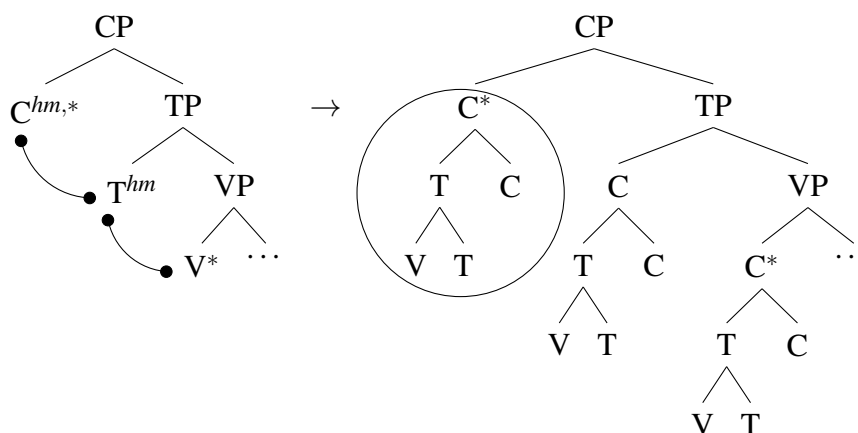 CP CP
C^{hm,*} TP → C* TP
T^{hm} VP T C C VP
V* ··· V T T C C* ··
V T T C
V T